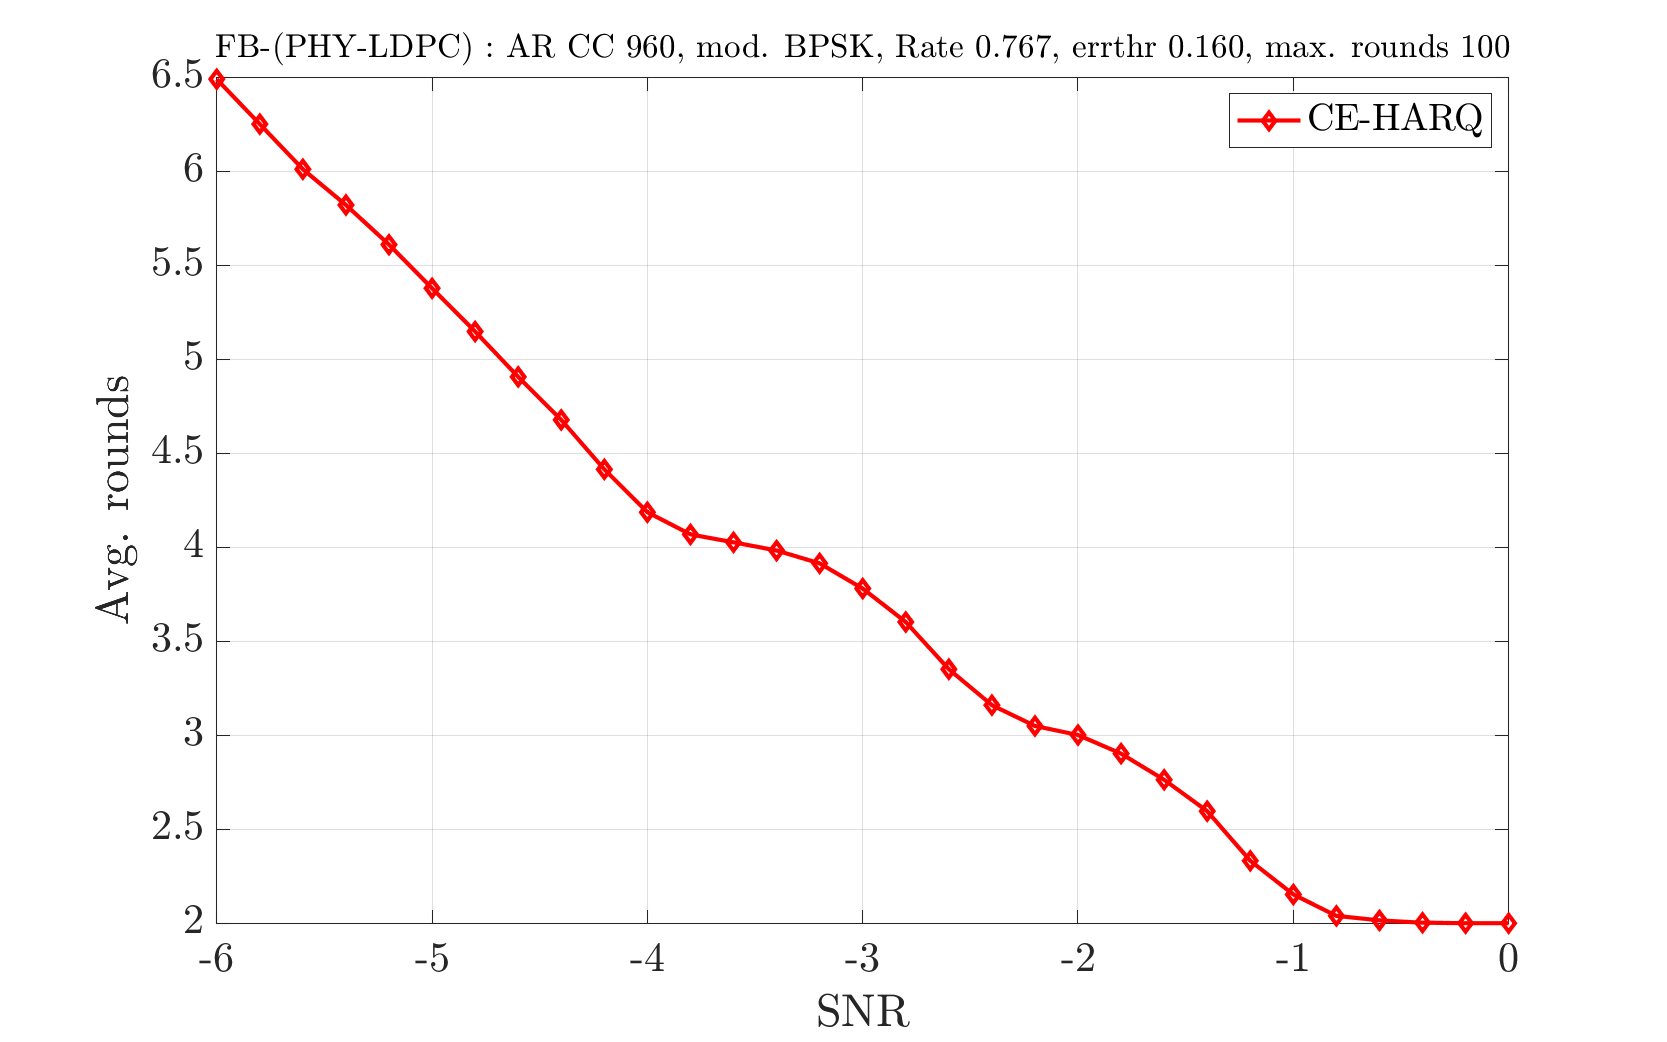 FB-(PHY-LDPC) : AR CC 960, mod. BPSK, Rate 0.767, errthr 0.160, max. rounds 100
CE-HARQ
6.5
6
5.5
5
4.5
4
3.5
3
2.5
2
Avg. rounds
-6 -5 -4 -3 -2 -1 0
SNR